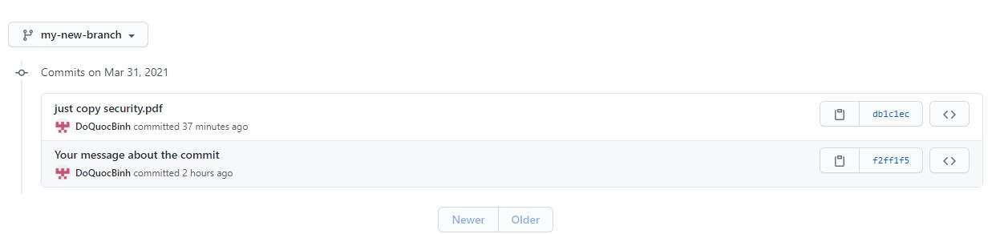 my-new-branch
Commits on Mar 31, 2021
just copy security.pdf
DoQuocBinh committed 37 minutes ago
db1c1ec
Your message about the commit
DoQuocBinh committed 2 hours ago
f2ff1f5
Newer Older